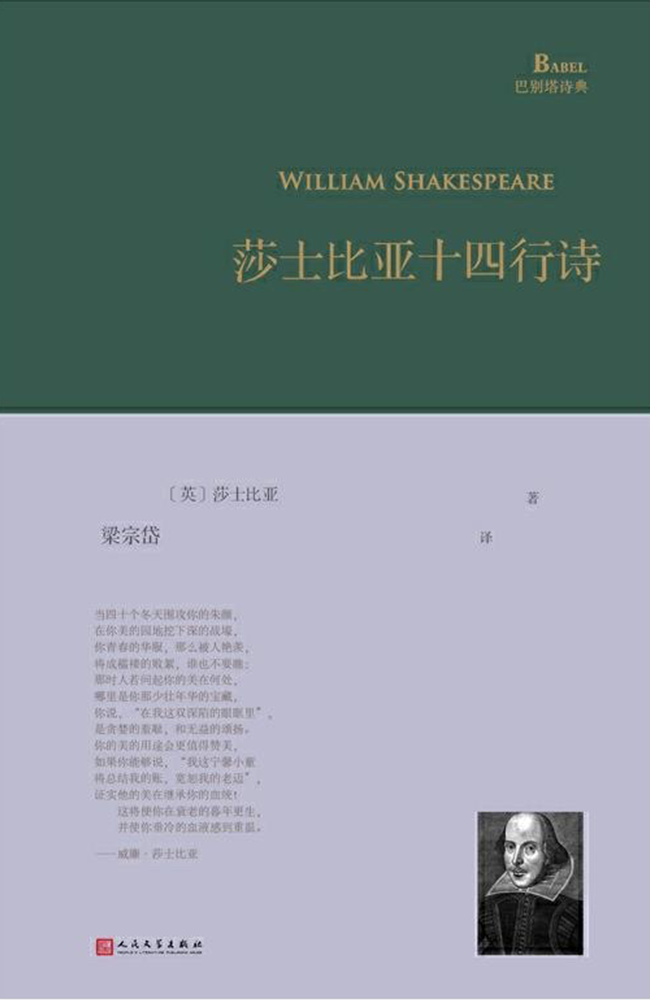 BABEL
巴别塔诗典
WILLIAM SHAKESPEARE
莎士比亚十四行诗
〔英〕莎士比亚 著
梁宗岱 译
当四十个冬天围攻你的朱颜，
在你美的园地挖下深的战壕，
你青春的华服，那么被人艳羡，
将成褴褛的败絮，谁也不要瞧：
那时人若问起你的美在何处，
哪里是你那少壮年华的宝藏，
你说，“在我这双深陷的眼眶里”，
是贪婪的羞耻，和无益的颂扬。
你的美的用途会更值得赞美，
如果你能够说，“我这宁馨小童
将总结我的账，宽恕我的老迈”，
证实他的美在继承你的血统！
这将使你在衰老的暮年更生，
并使你垂冷的血液感到重温。
——威廉·莎士比亚
人民文学出版社
PEOPLE'S LITERATURE PUBLISHING HOUSE